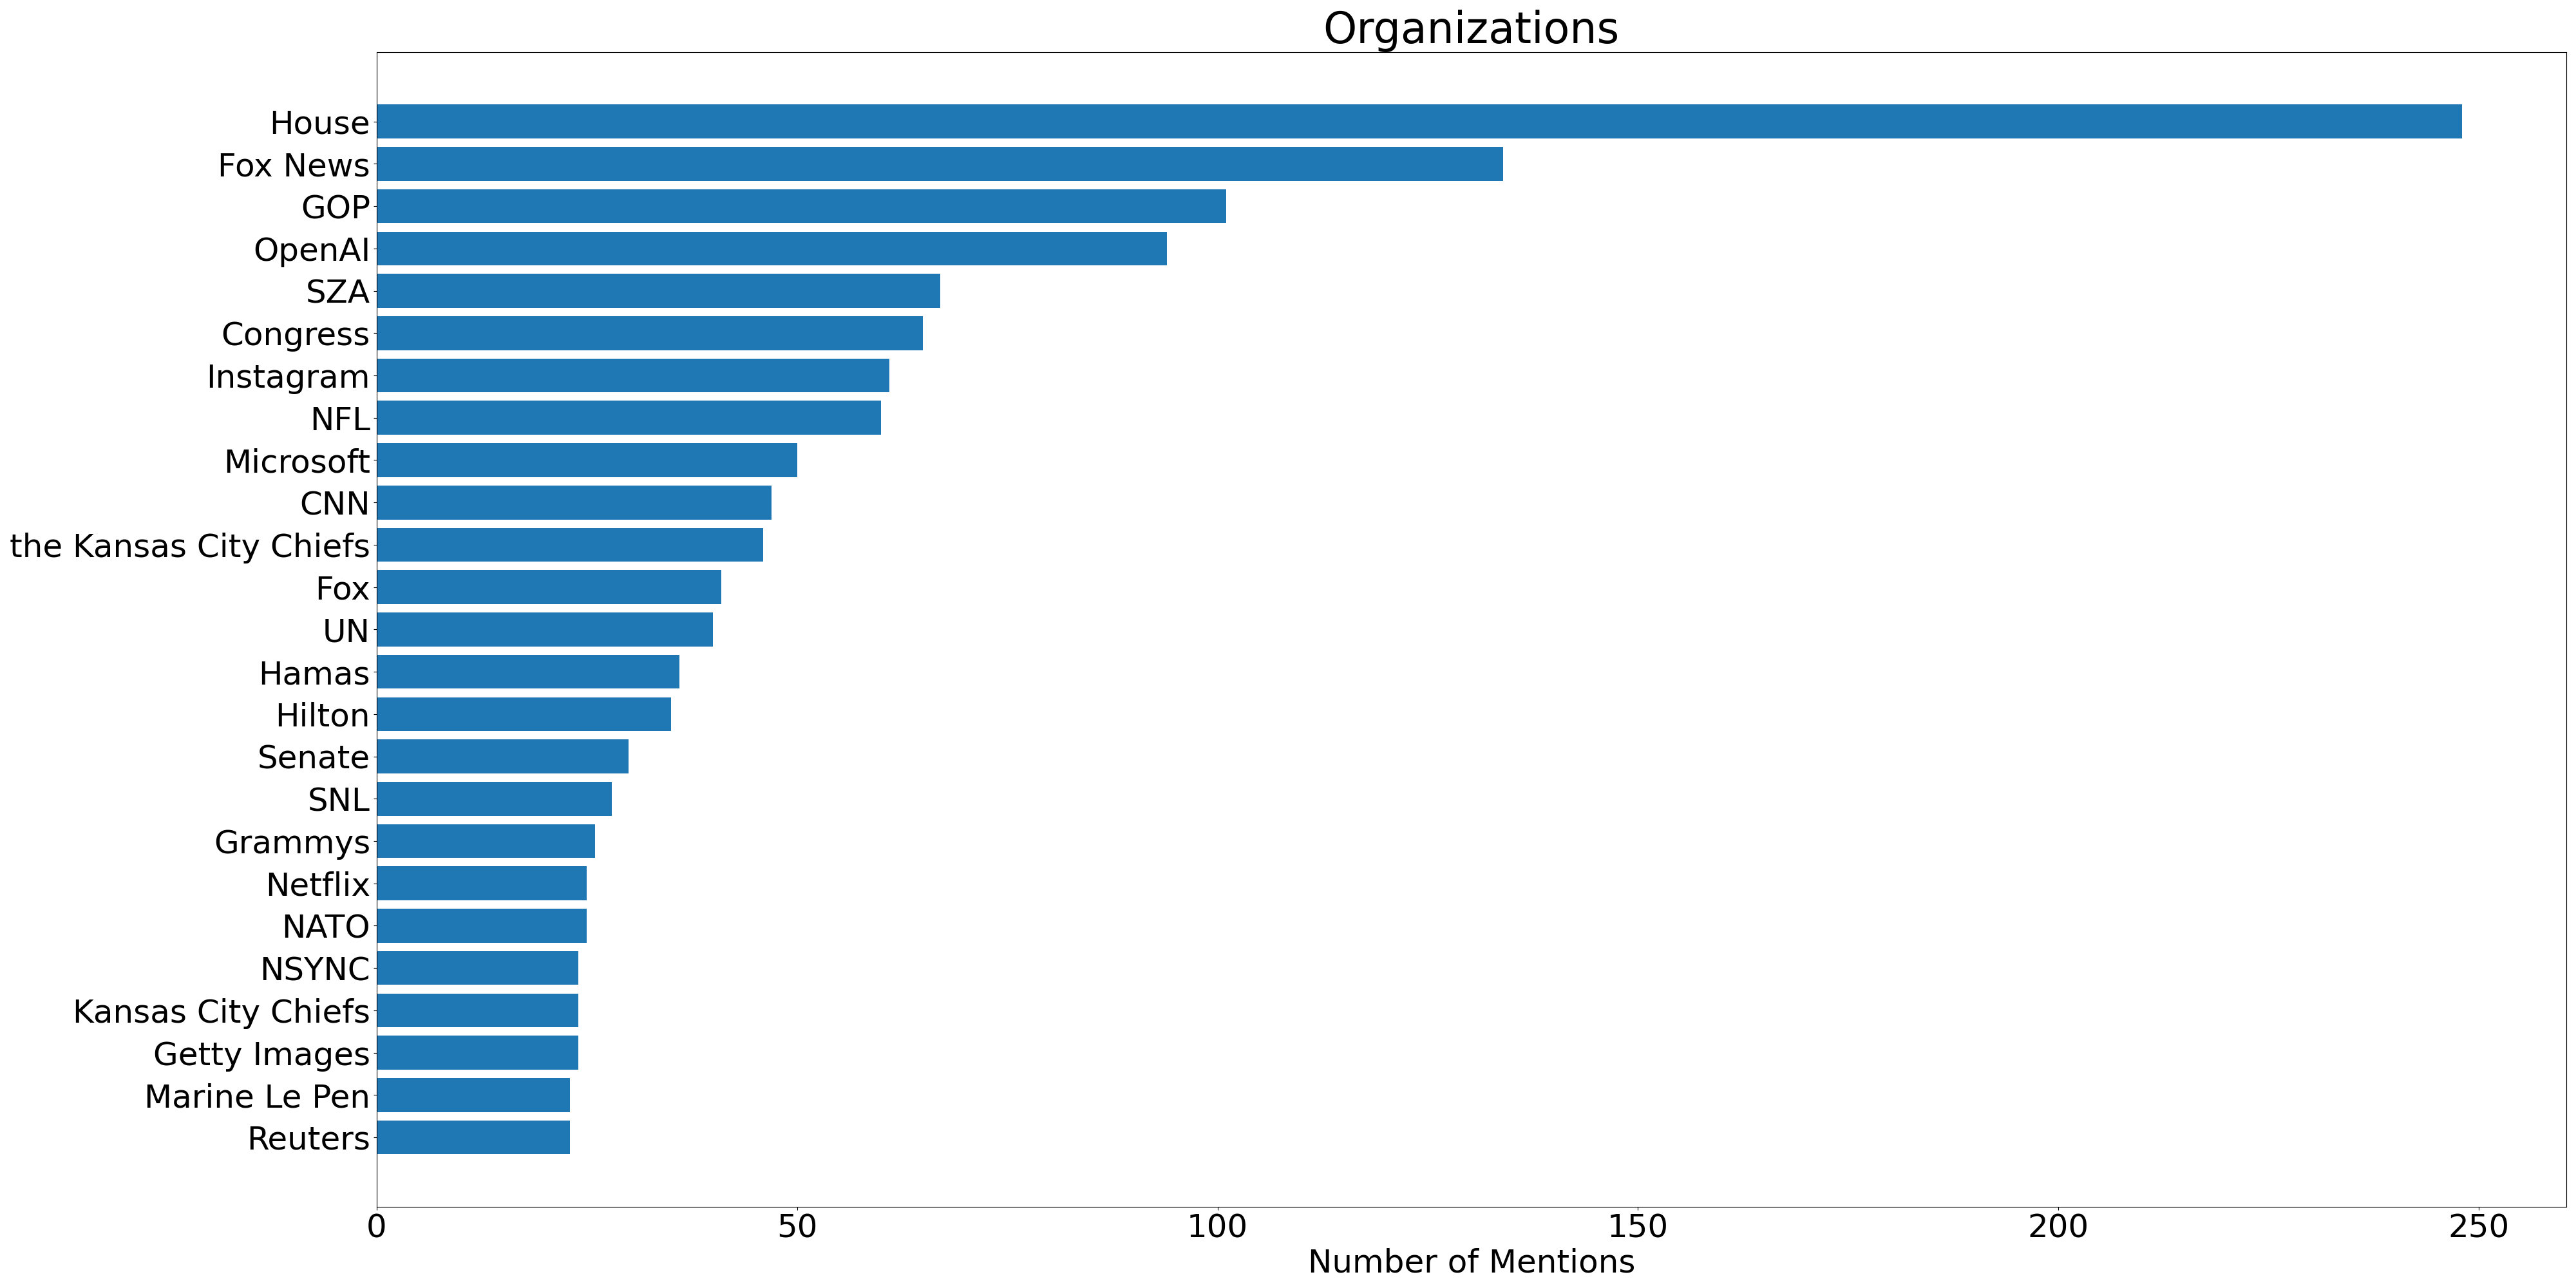 Organizations
House
Fox News
GOP
OpenAI
SZA
Congress
Instagram
NFL
Microsoft
CNN
the Kansas City Chiefs
Fox
UN
Hamas
Hilton
Senate
SNL
Grammys
Netflix
NATO
NSYNC
Kansas City Chiefs
Getty Images
Marine Le Pen
Reuters
0 50 100 150 200 250
Number of Mentions